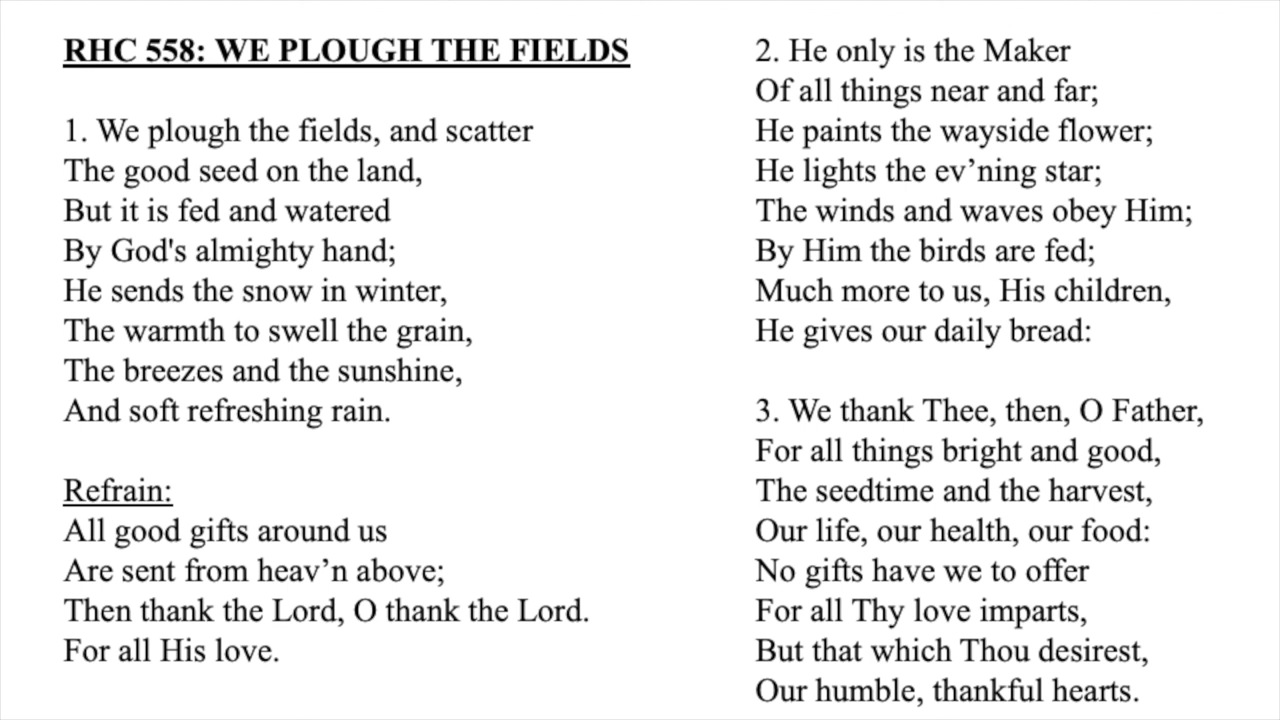 RHC 558: WE PLOUGH THE FIELDS
1. We plough the fields, and scatter
The good seed on the land,
But it is fed and watered
By God's almighty hand;
He sends the snow in winter,
The warmth to swell the grain,
The breezes and the sunshine,
And soft refreshing rain.
Refrain:
All good gifts around us
Are sent from heav’n above;
Then thank the Lord, O thank the Lord.
For all His love.
2. He only is the Maker
Of all things near and far;
He paints the wayside flower;
He lights the ev’ning star;
The winds and waves obey Him;
By Him the birds are fed;
Much more to us, His children,
He gives our daily bread:
3. We thank Thee, then, O Father,
For all things bright and good,
The seedtime and the harvest,
Our life, our health, our food:
No gifts have we to offer
For all Thy love imparts,
But that which Thou desirest,
Our humble, thankful hearts.